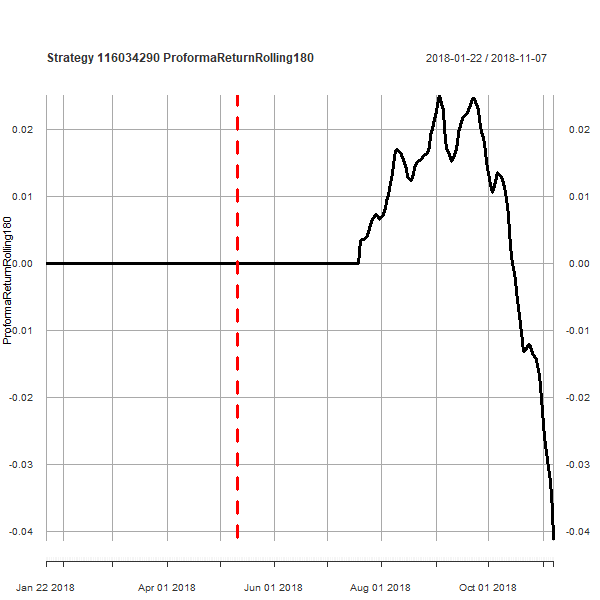 Strategy 116034290 ProformaReturnRolling180
2018-01-22 / 2018-11-07
ProformaReturnRolling180
0.02
0.01
0.00
-0.01
-0.02
-0.03
-0.04
0.02
0.01
0.00
-0.01
-0.02
-0.03
-0.04
Jan 22 2018
Apr 01 2018
Jun 01 2018
Aug 01 2018
Oct 01 2018